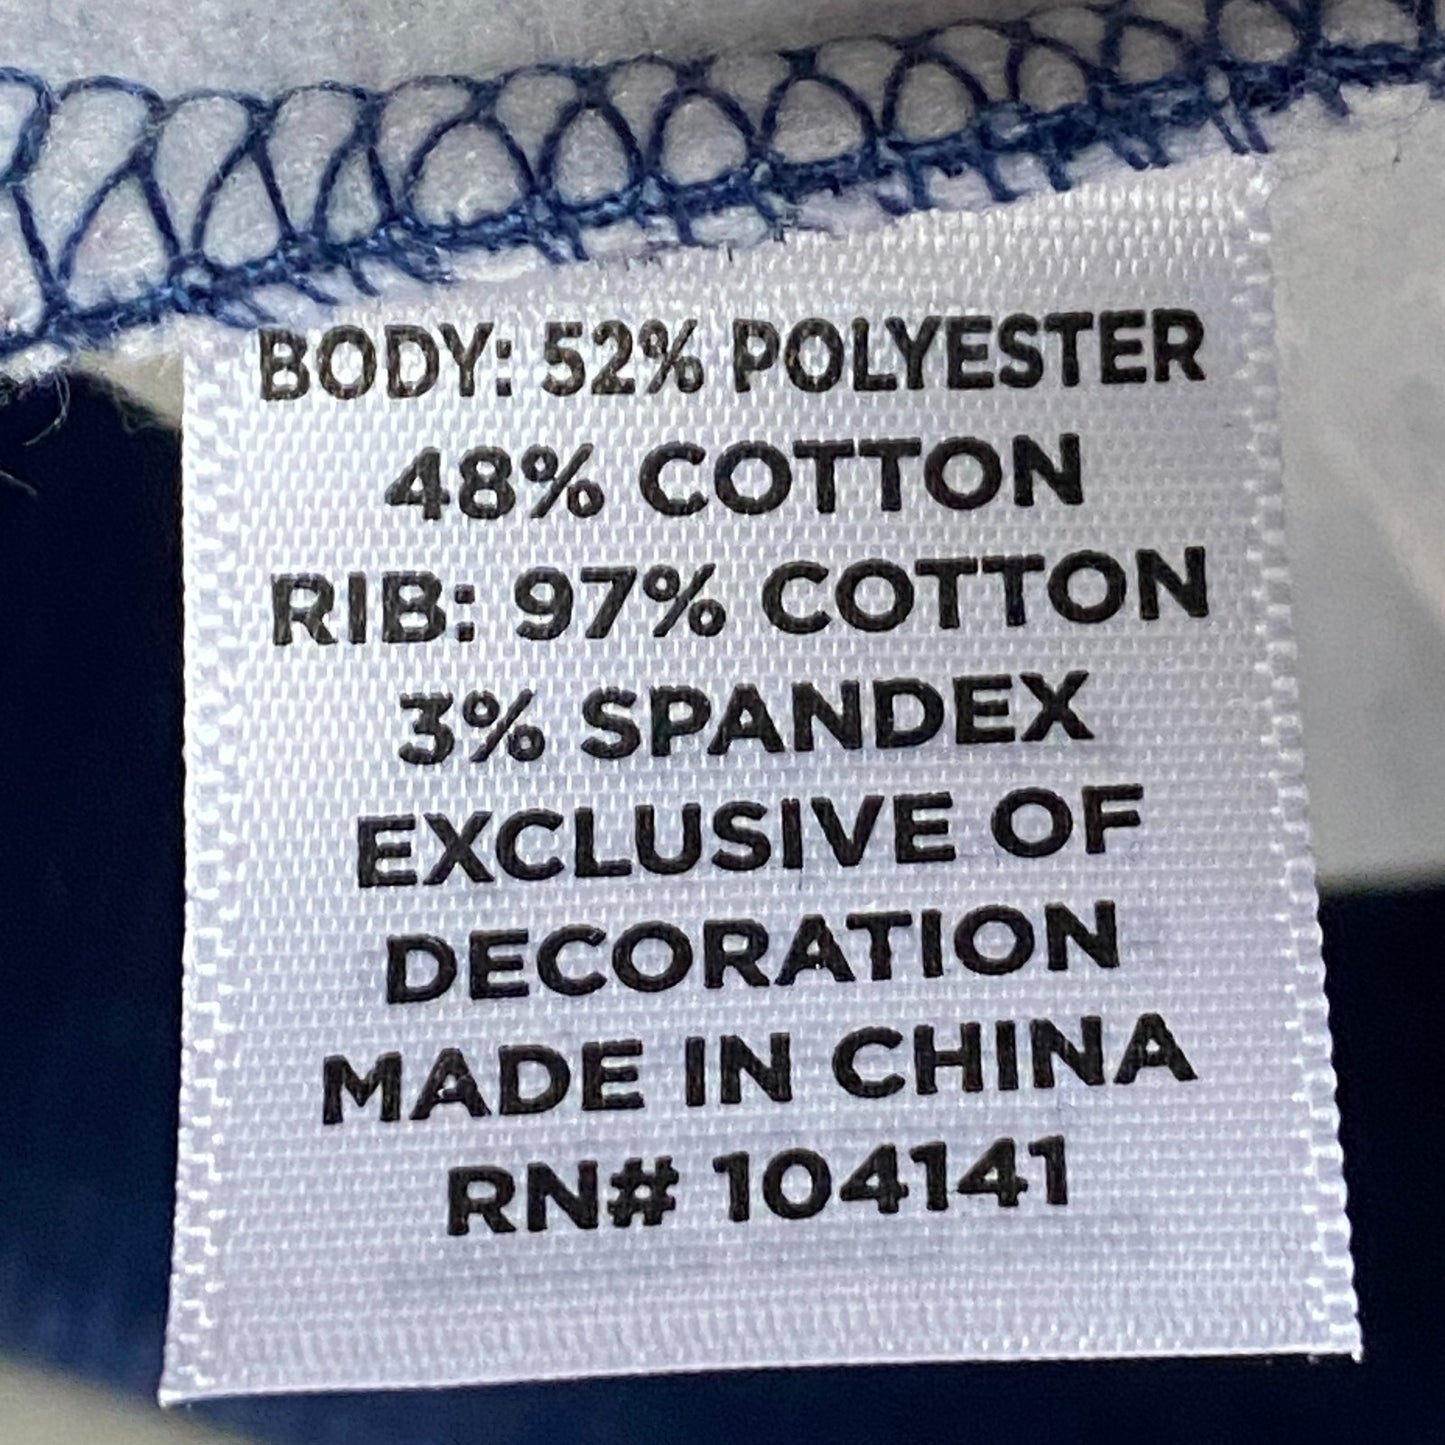 BODY: 52% POLYESTER
48% COTTON
RIB: 97% COTTON
3% SPANDEX
EXCLUSIVE OF
DECORATION
MADE IN CHINA
RN# 104141